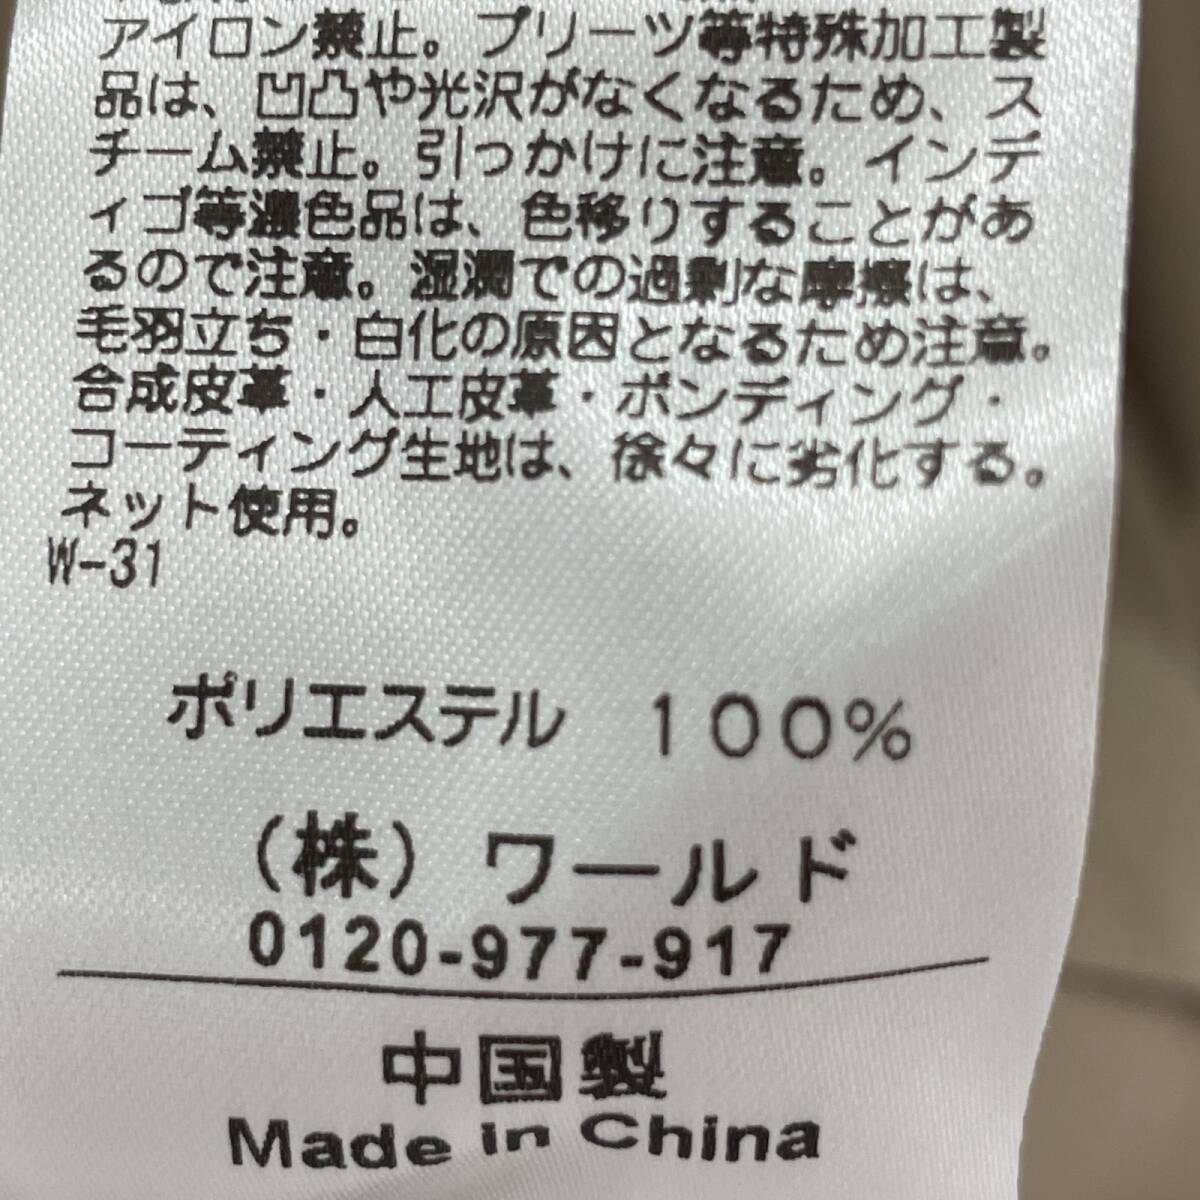 アイロン禁止。プリーツ等特殊加工製
品は、凹凸や光沢がなくなるため、ス
チーム禁止。引っかけに注意。インデ
ィゴ等濃色品は、色移りすることがあ
るので注意。湿潤での過剰な摩擦は、
毛羽立ち・白化の原因となるため注意。
合成皮革・人工皮革・ボンディング・
コーティング生地は、徐々に劣化する。
ネット使用。
W-31
ポリエステル 100%
(株)ワールド
0120-977-917
中国製
Made in China